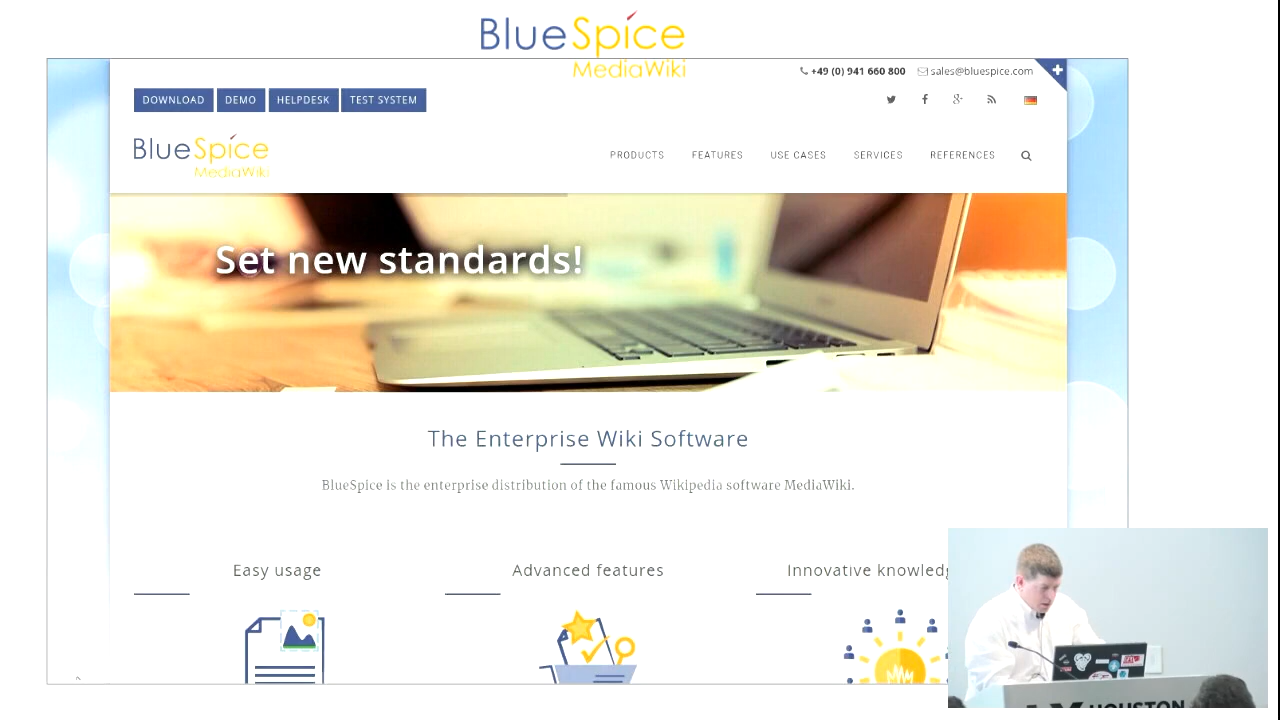 BlueSpice
MediaWiki
+49 (0) 941 660 800 sales@bluespice.com
DOWNLOAD DEMO HELPDESK TEST SYSTEM
BlueSpice
MediaWiki
PRODUCTS FEATURES USE CASES SERVICES REFERENCES
Set new standards!
The Enterprise Wiki Software
BlueSpice is the enterprise distribution of the famous Wikipedia software MediaWiki.
Easy usage Advanced features Innovative
HOUSTON